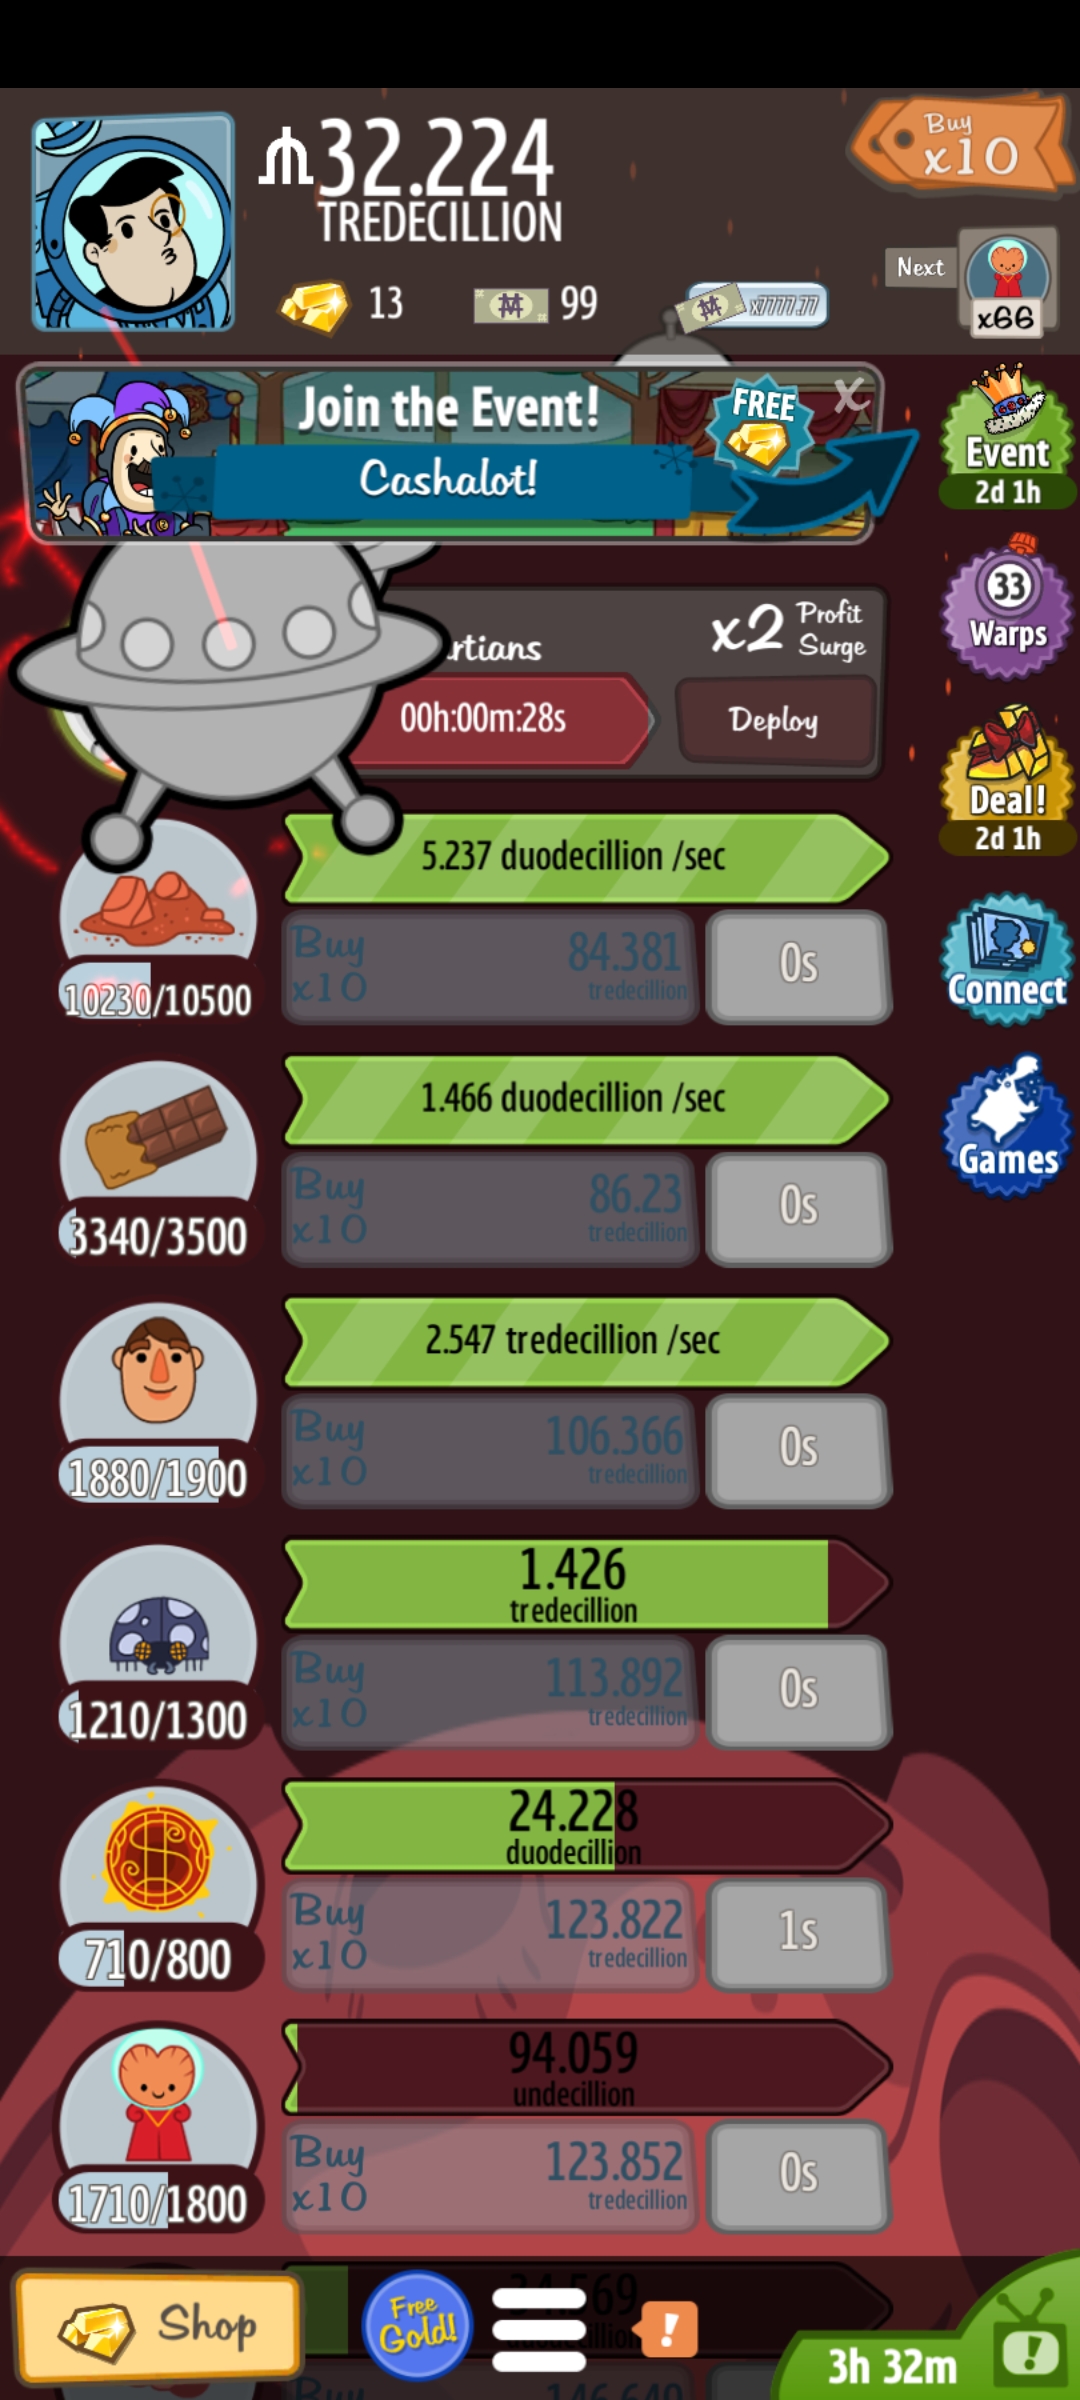 32.224
TREDECILLION
Buy
x10
13
99
x7777.77
Next
x66
Join the Event!
FREE
X
Cashalot!
Event
2d 1h
33
Warps
x2 Profit
Surge
rtians
00h:00m:28s
Deploy
Deal!
2d 1h
5.237 duodecillion /sec
Buy
x10
84.381
tredecillion
0s
10230/10500
Connect
1.466 duodecillion /sec
Buy
x10
86.23
tredecillion
0s
3340/3500
Games
2.547 tredecillion /sec
Buy
x10
106.366
tredecillion
0s
1880/1900
1.426
tredecillion
Buy
x10
113.892
tredecillion
0s
1210/1300
24.228
duodecillion
Buy
x10
123.822
tredecillion
1s
710/800
94.059
undecillion
Buy
x10
123.852
tredecillion
0s
1710/1800
Shop
Free
Gold!
!
3h 32m
!
Buy